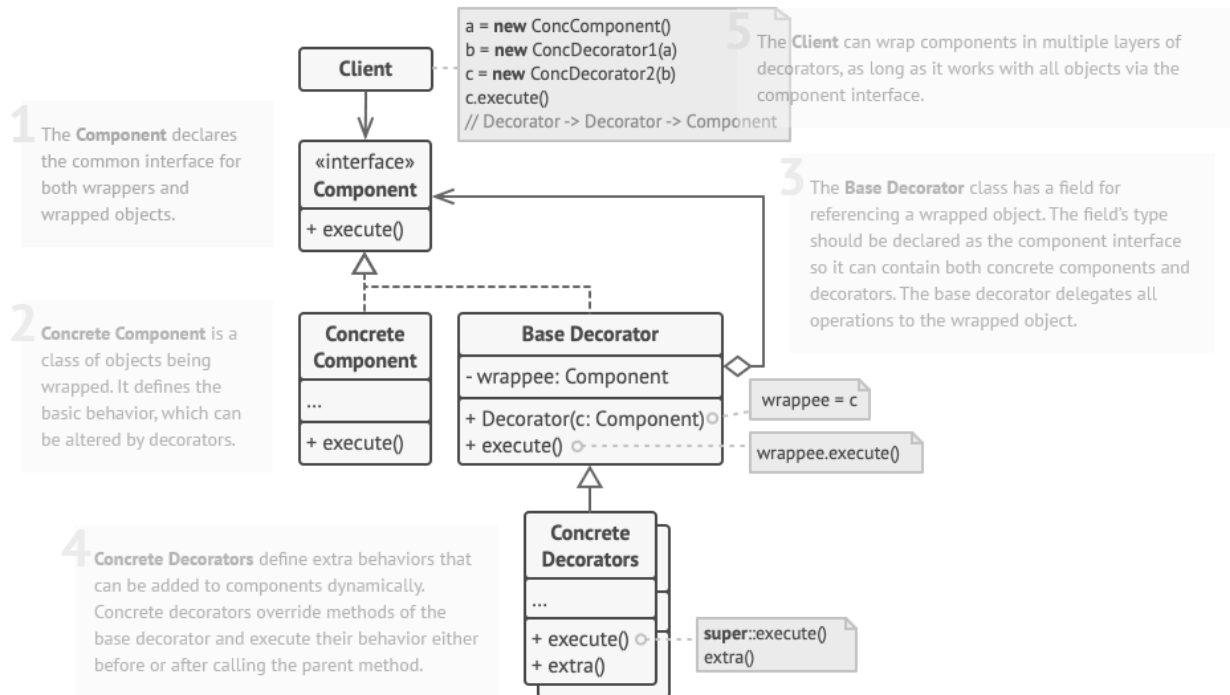 a = new ConcComponent()
b = new ConcDecorator1(a)
c = new ConcDecorator2(b)
c.execute()
// Decorator -> Decorator -> Component
5
The Client can wrap components in multiple layers of
decorators, as long as it works with all objects via the
component interface.
Client
1
The Component declares
the common interface for
both wrappers and
wrapped objects.
«interface»
Component
+ execute()
3
The Base Decorator class has a field for
referencing a wrapped object. The field's type
should be declared as the component interface
so it can contain both concrete components and
decorators. The base decorator delegates all
operations to the wrapped object.
2
Concrete Component is a
class of objects being
wrapped. It defines the
basic behavior, which can
be altered by decorators.
Concrete
Component
...
+ execute()
Base Decorator
- wrappee: Component
+ Decorator(c: Component)
+ execute()
wrappee = c
wrappee.execute()
4
Concrete Decorators define extra behaviors that
can be added to components dynamically.
Concrete decorators override methods of the
base decorator and execute their behavior either
before or after calling the parent method.
Concrete
Decorators
...
+ execute()
+ extra()
super::execute()
extra()